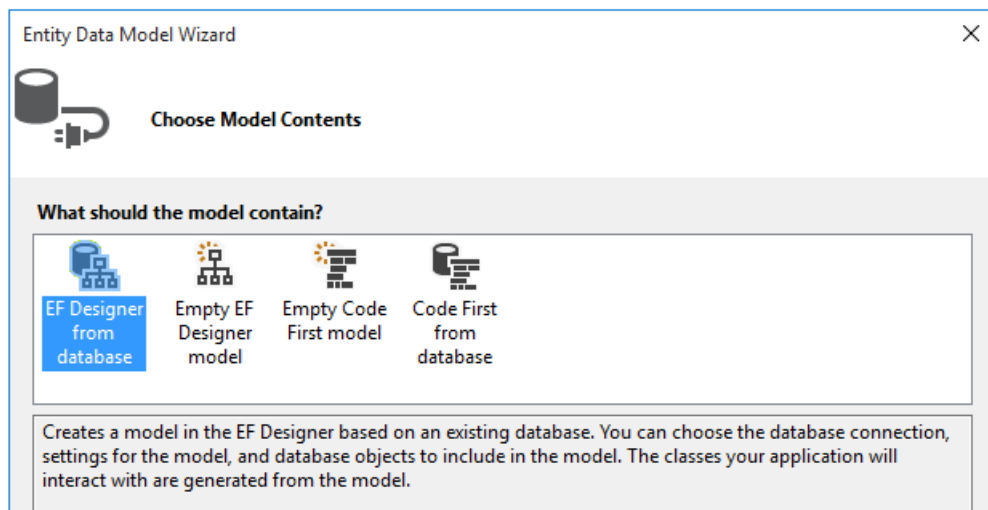 Entity Data Model Wizard
Choose Model Contents
What should the model contain?
EF Designer
from
database
Empty EF
Designer
model
Empty Code
First model
Code First
from
database
Creates a model in the EF Designer based on an existing database. You can choose the database connection,
settings for the model, and database objects to include in the model. The classes your application will
interact with are generated from the model.